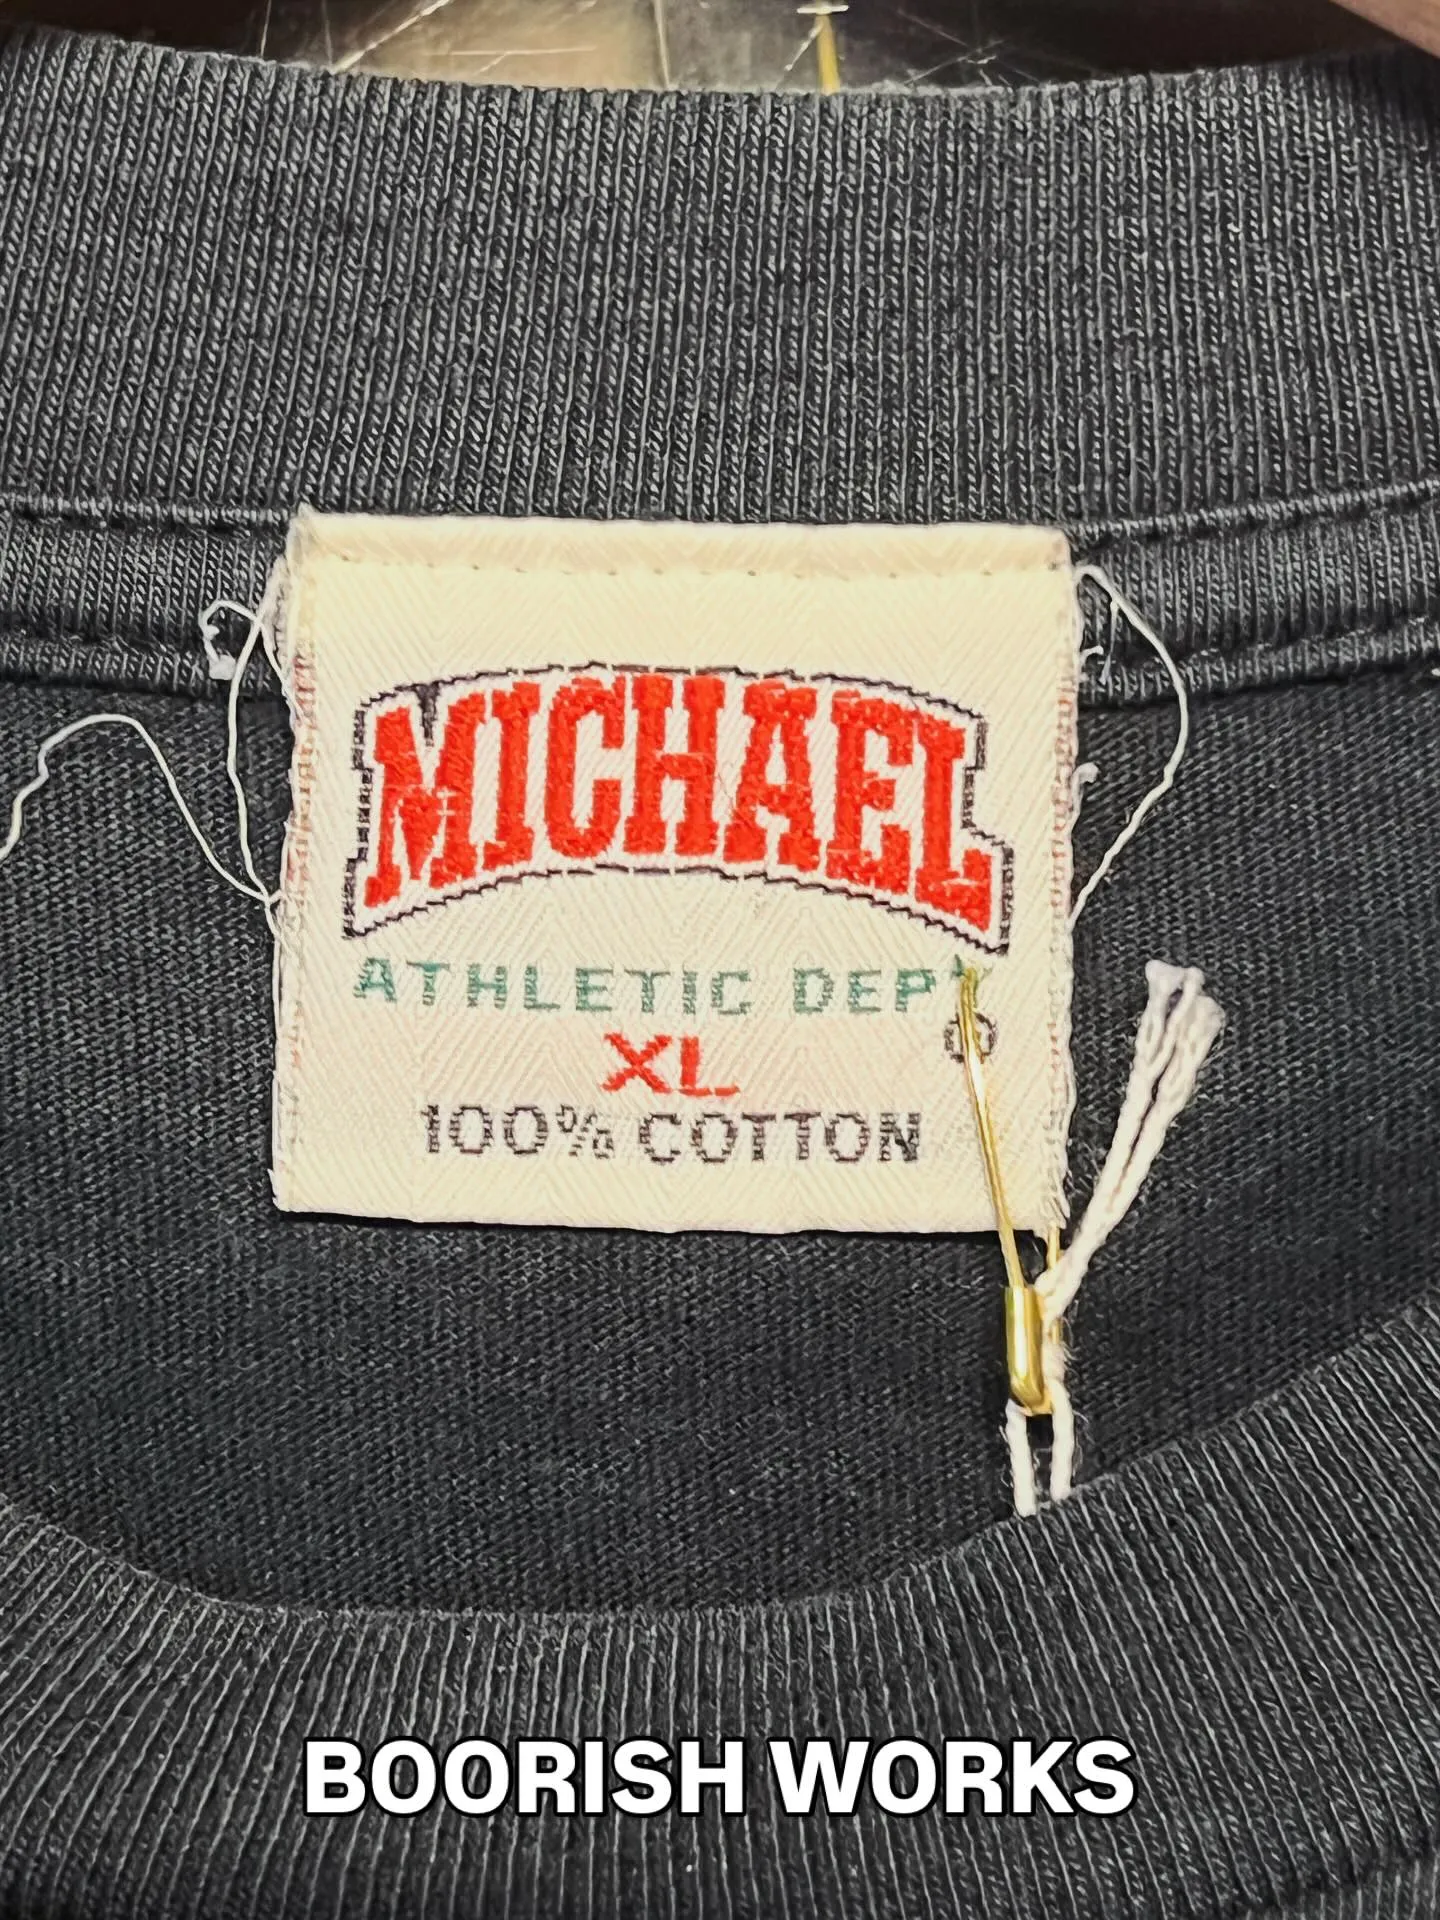 MICHAEL
ATHLETIC DEPT
®
XL
100% COTTON
BOORISH WORKS